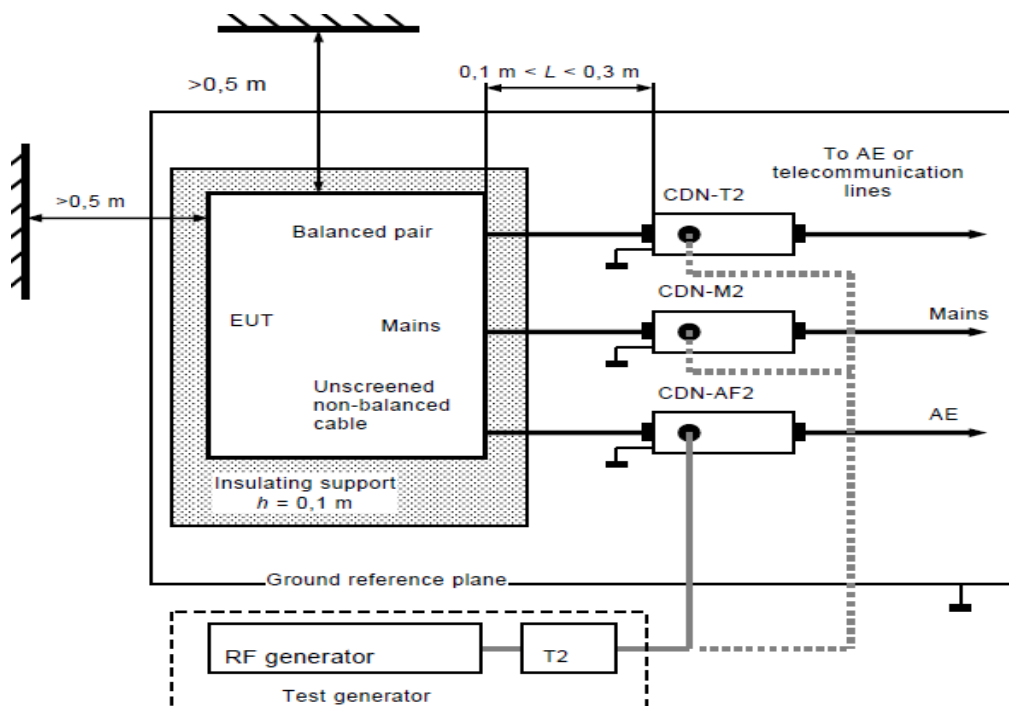 >0,5 m
0,1 m < L < 0,3 m
>0,5 m
To AE or
telecommunication
lines
CDN-T2
Balanced pair
CDN-M2
EUT
Mains
Mains
Unscreened
non-balanced
cable
CDN-AF2
AE
Insulating support
h = 0,1 m
Ground reference plane
RF generator
T2
Test generator